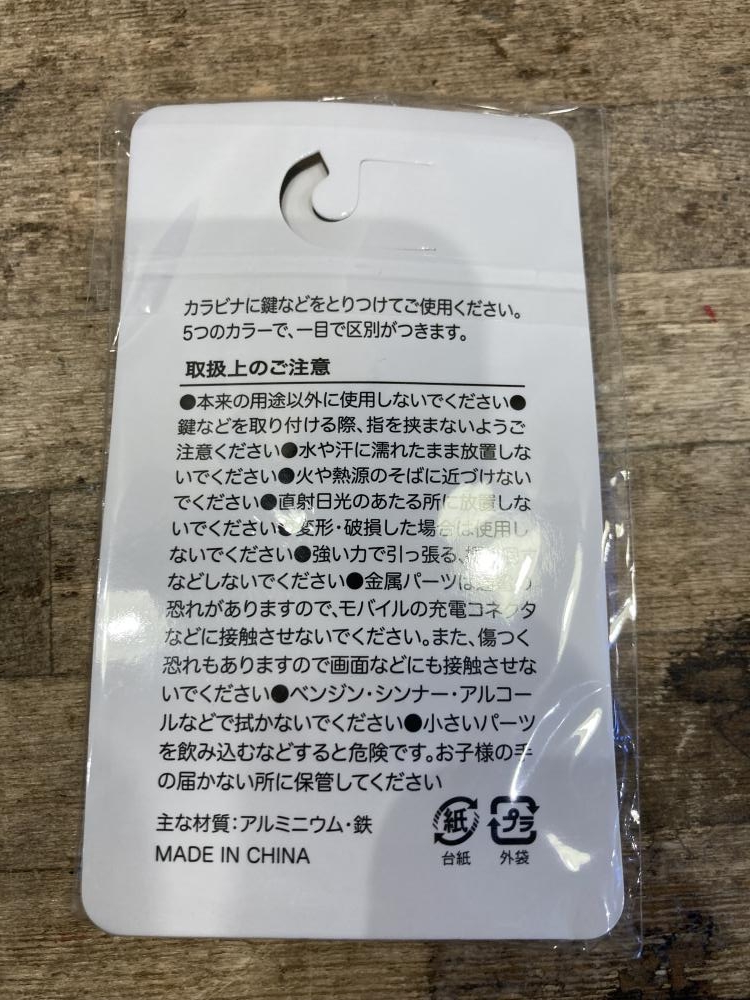 カラビナに鍵などをとりつけてご使用ください。
5つのカラーで、一目で区別がつきます。
取扱上のご注意
●本来の用途以外に使用しないでください●
鍵などを取り付ける際、指を挟まないようご
注意ください●水や汗に濡れたまま放置しな
いでください●火や熱源のそばに近づけない
でください●直射日光のあたる所に放置しな
いでください●変形・破損した場合は使用し
ないでください●強い力で引っ張る、
などしないでください●金属パーツは
恐れがありますので、モバイルの充電コネクタ
などに接触させないでください。また、傷つく
恐れもありますので画面などにも接触させな
いでください●ベンジン・シンナー・アルコー
ルなどで拭かないでください●小さいパーツ
を飲み込むなどすると危険です。お子様の手
の届かない所に保管してください
主な材質：アルミニウム・鉄
MADE IN CHINA
紙 プラ
台紙 外袋